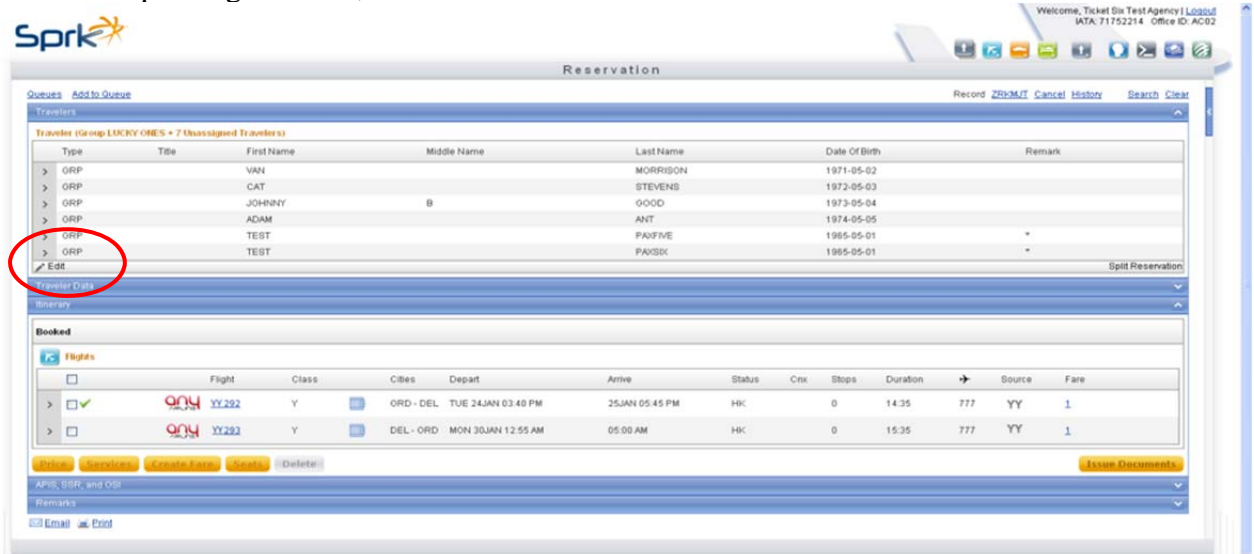 Welcome, Ticket Six Test Agency | Logout
IATA: 71752214 Office ID: AC02
Sprk
Reservation
Queues Add to Queue Record ZRKMJT Cancel History Search Clear
Travelers
Traveler (Group LUCKY ONES + 7 Unassigned Travelers)
Type Title First Name Middle Name Last Name Date Of Birth Remark
> GRP VAN MORRISON 1971-05-02
> GRP CAT STEVENS 1972-05-03
> GRP JOHNNY B GOOD 1973-05-04
> GRP ADAM ANT 1974-05-05
> GRP TEST PAXFIVE 1965-05-01 *
> GRP TEST PAXSIX 1965-05-01 *
Edit Split Reservation
Traveler Data
Itinerary
Booked
Flights
Flight Class Cities Depart Arrive Status Cnx Stops Duration Source Fare
> any YY 292 Y ORD - DEL TUE 24JAN 03:40 PM 25JAN 05:45 PM HK 0 14:35 777 YY 1
> any YY 293 Y DEL - ORD MON 30JAN 12:55 AM 05:00 AM HK 0 15:35 777 YY 1
Price Services Create Fare Seats Delete Issue Documents
APIS, SSR, and OSI
Remarks
Email Print